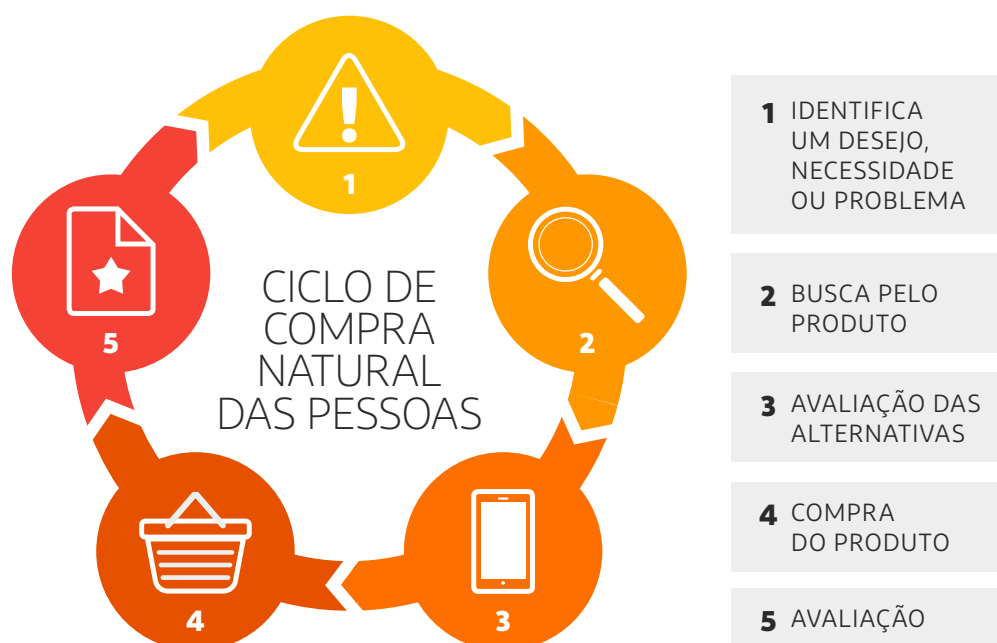 1
2
3
4
5
CICLO DE
COMPRA
NATURAL
DAS PESSOAS
1 IDENTIFICA
UM DESEJO,
NECESSIDADE
OU PROBLEMA
2 BUSCA PELO
PRODUTO
3 AVALIAÇÃO DAS
ALTERNATIVAS
4 COMPRA
DO PRODUTO
5 AVALIAÇÃO